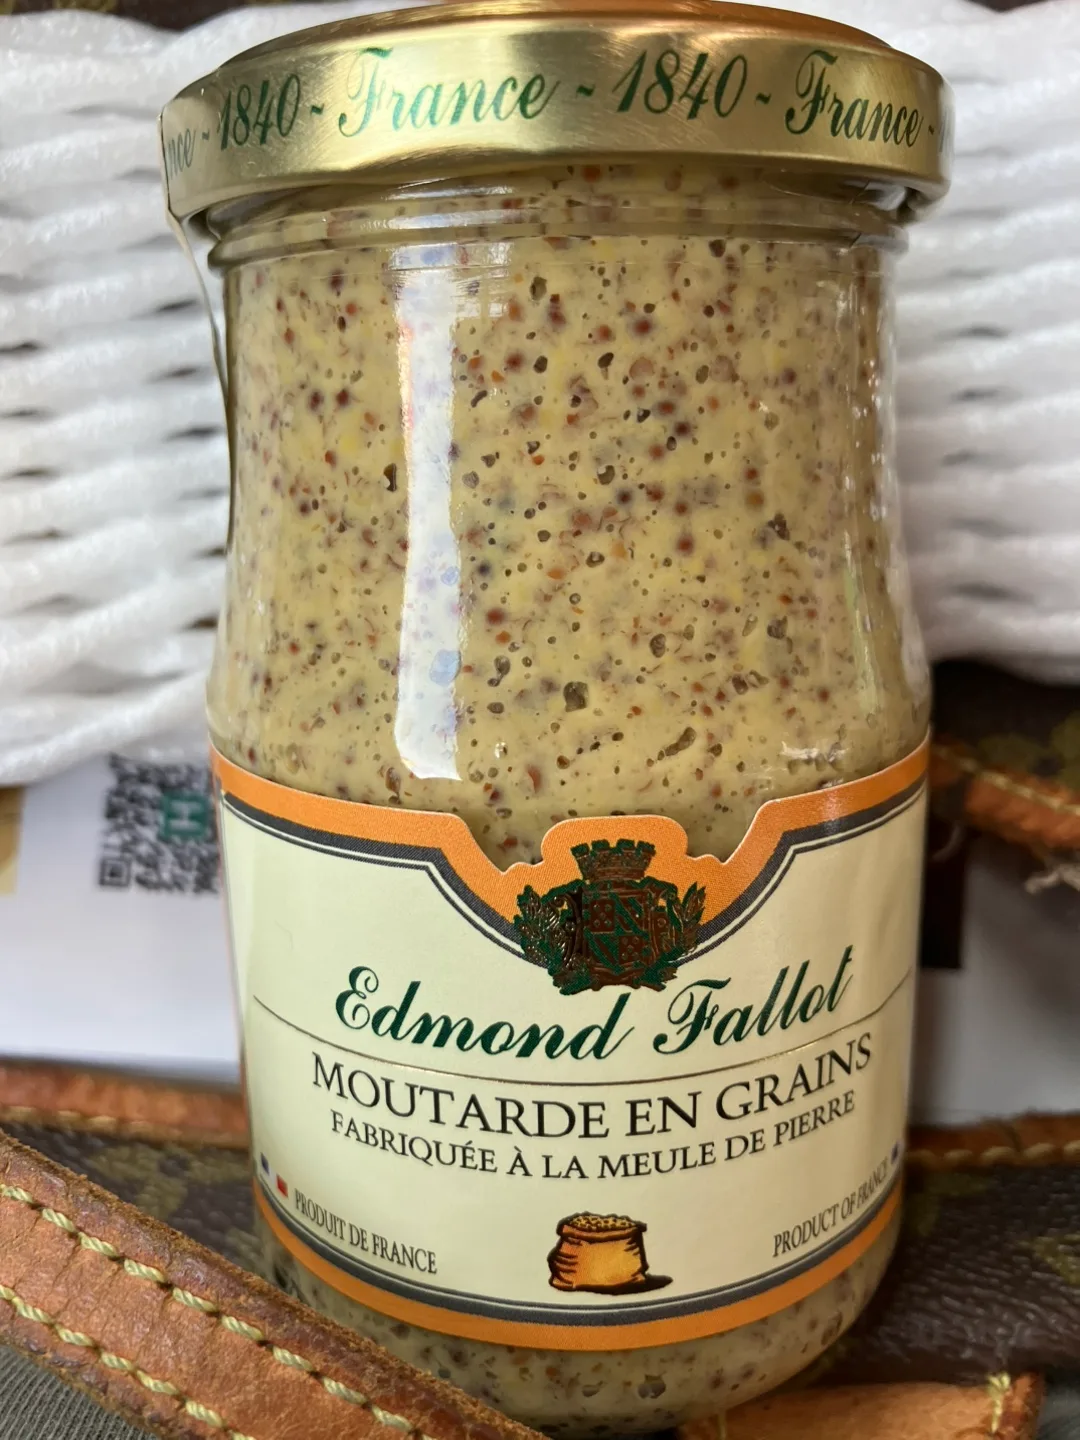 nce ~ 1840 ~ France ~ 1840 ~ France -
Edmond Fallot
MOUTARDE EN GRAINS
FABRIQUÉE À LA MEULE DE PIERRE
PRODUIT DE FRANCE
PRODUCT OF FRANCE